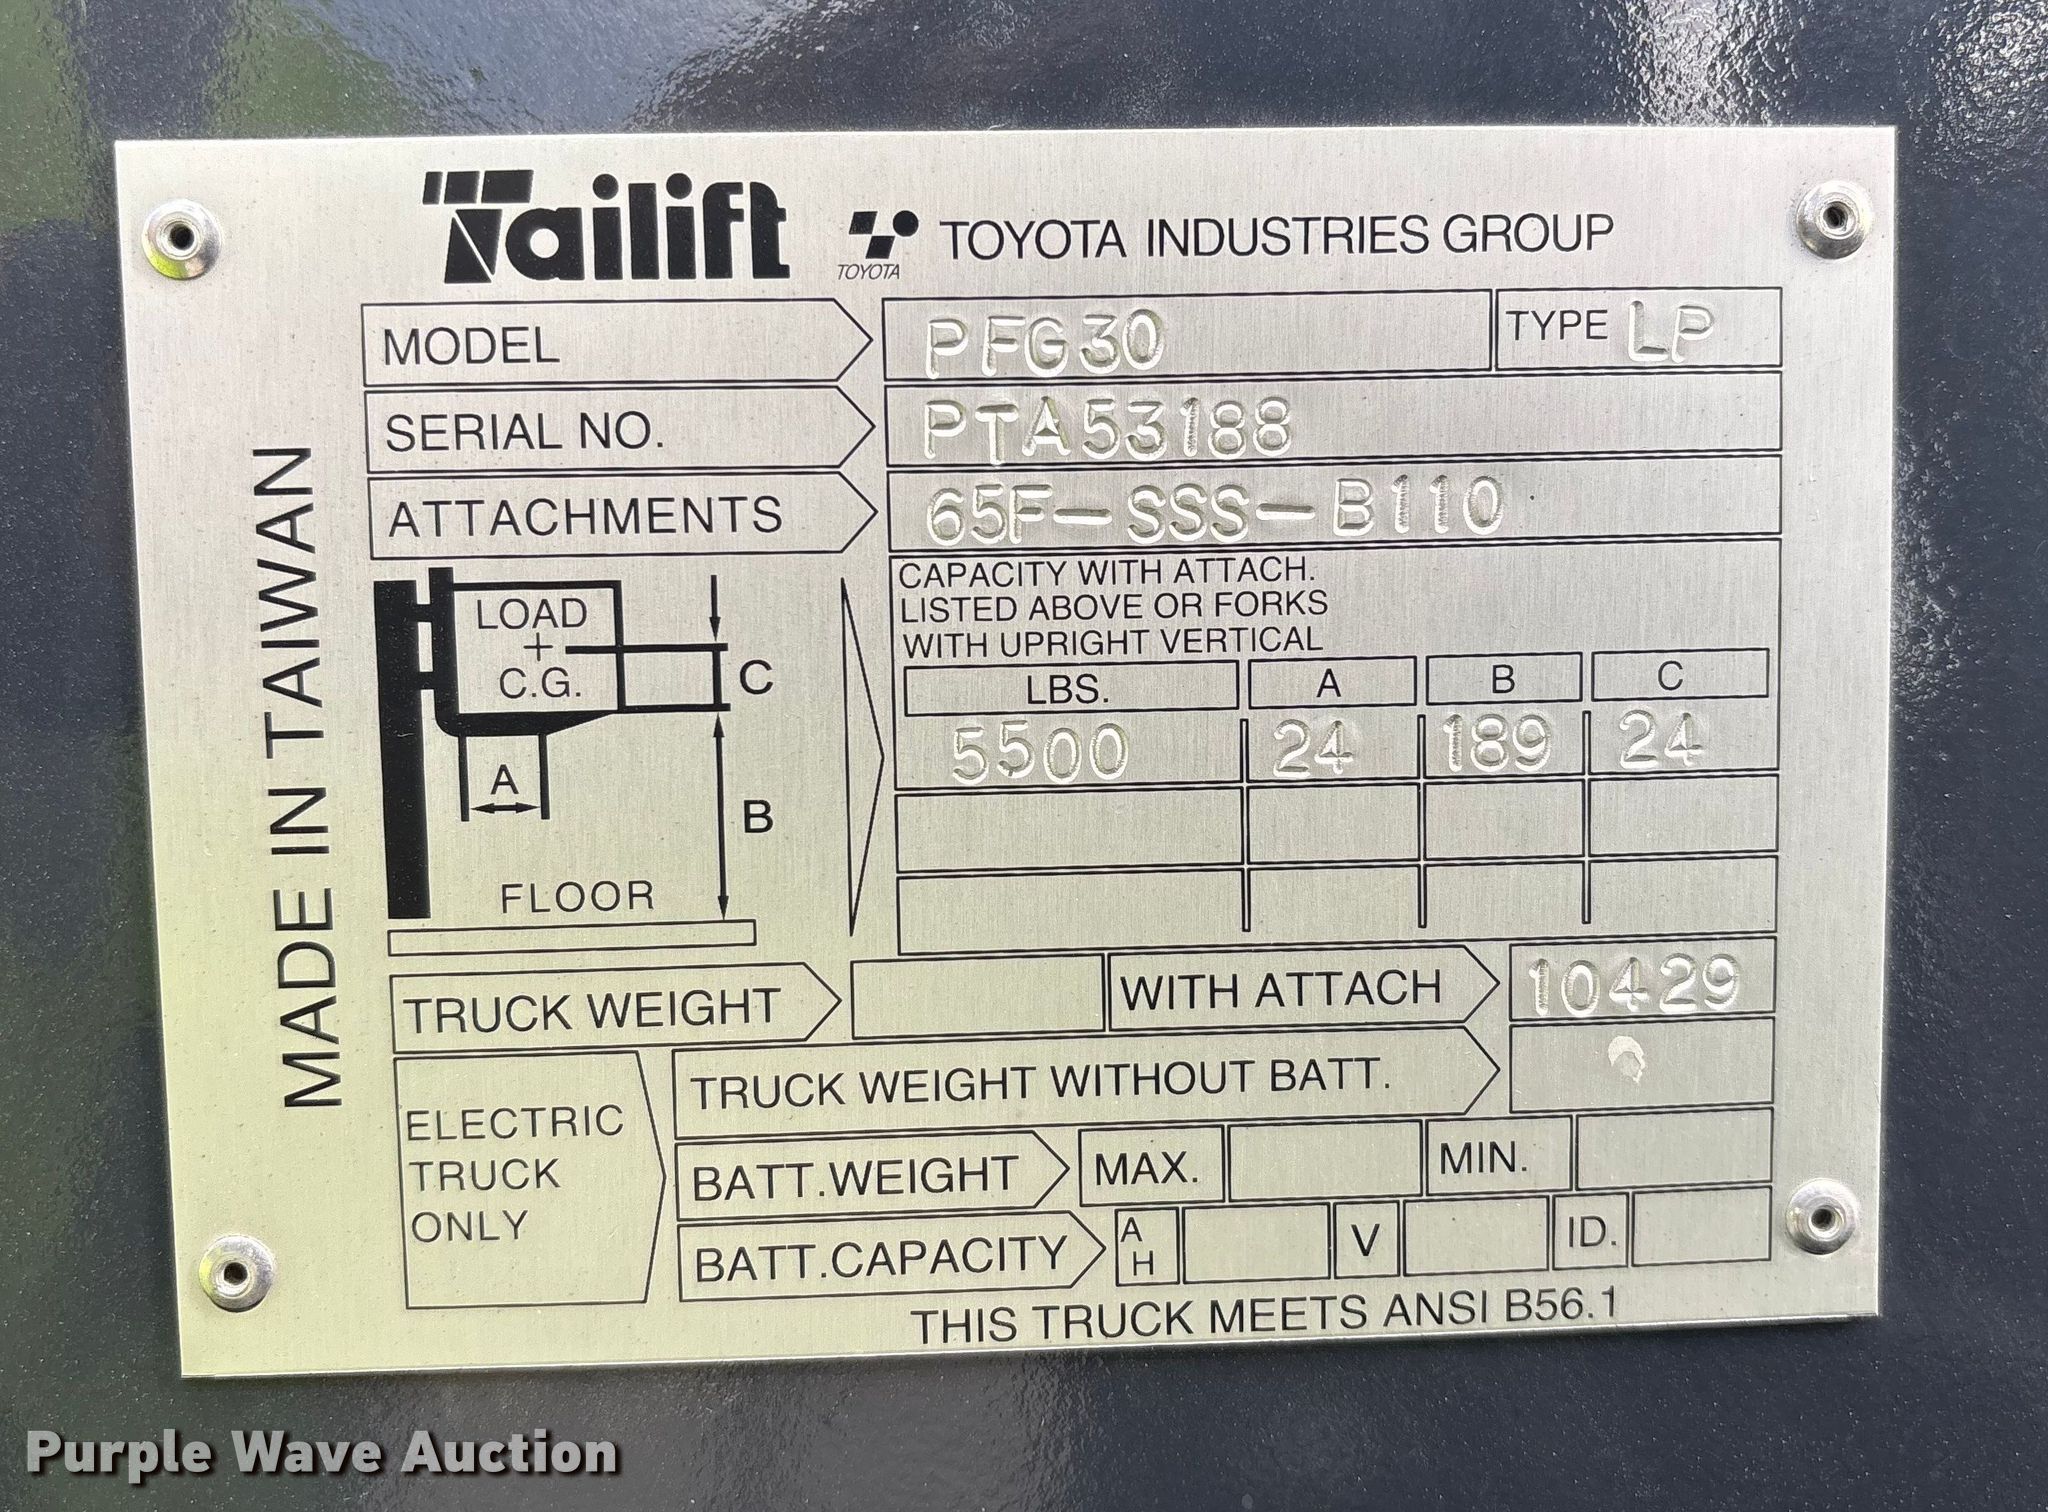 Tailift TOYOTA TOYOTA INDUSTRIES GROUP
MADE IN TAIWAN
MODEL PFG30 TYPE LP
SERIAL NO. PTA53188
ATTACHMENTS 65F-SSS-B110
LOAD
+
C.G.
C
A
B
FLOOR
CAPACITY WITH ATTACH.
LISTED ABOVE OR FORKS
WITH UPRIGHT VERTICAL
LBS. A B C
5500 24 189 24
TRUCK WEIGHT WITH ATTACH 10429
ELECTRIC
TRUCK
ONLY
TRUCK WEIGHT WITHOUT BATT.
BATT.WEIGHT MAX. MIN.
BATT.CAPACITY AH V ID.
THIS TRUCK MEETS ANSI B56.1
Purple Wave Auction